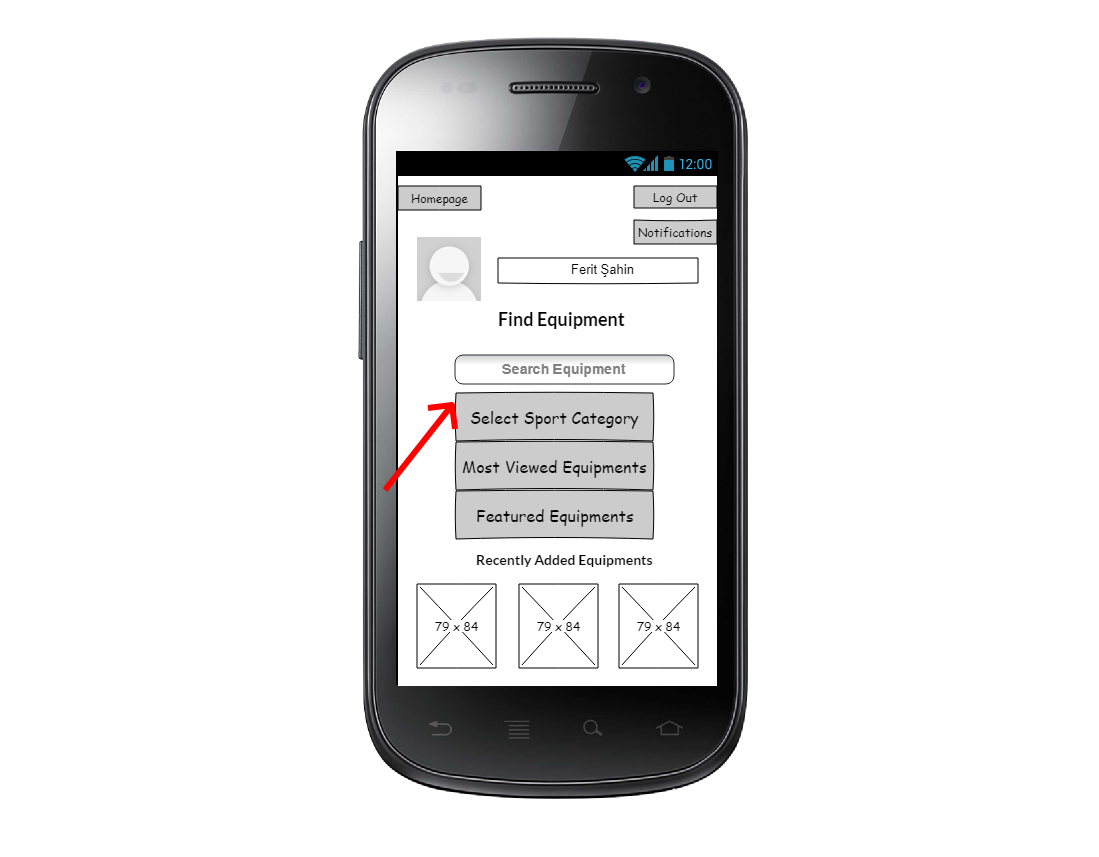 12:00
Homepage
Log Out
Notifications
Ferit Şahin
Find Equipment
Search Equipment
Select Sport Category
Most Viewed Equipments
Featured Equipments
Recently Added Equipments
79 x 84
79 x 84
79 x 84